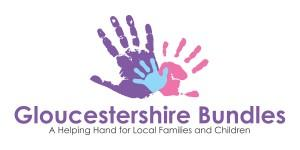 Gloucestershire Bundles
A Helping Hand for Local Families and Children